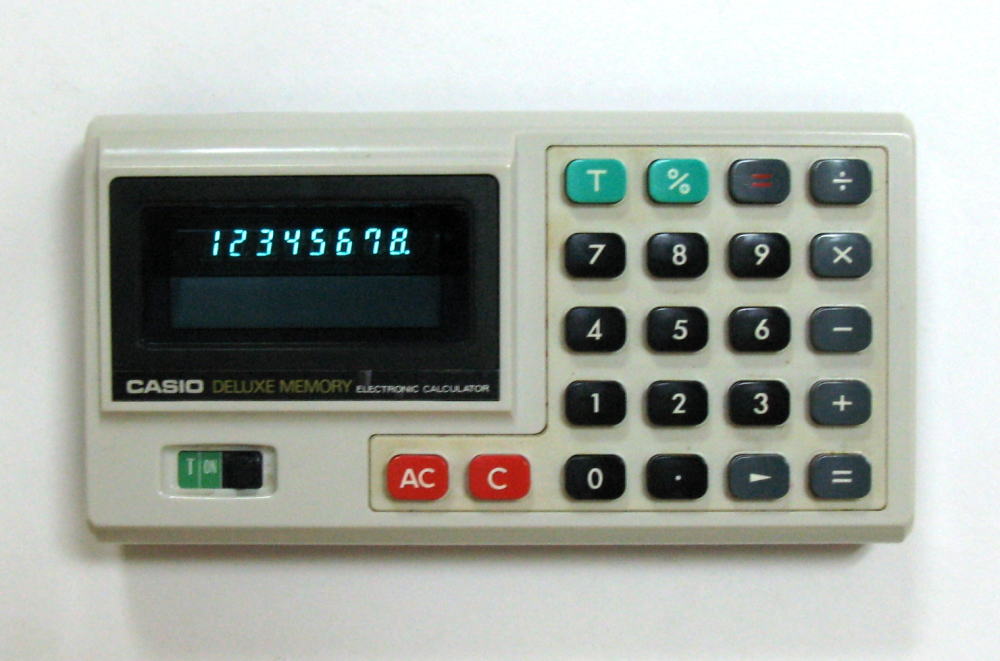 12345678.
CASIO DELUXE MEMORY ELECTRONIC CALCULATOR
T ON
T % = ÷
7 8 9 ×
4 5 6 −
1 2 3 +
AC C 0 . ► =